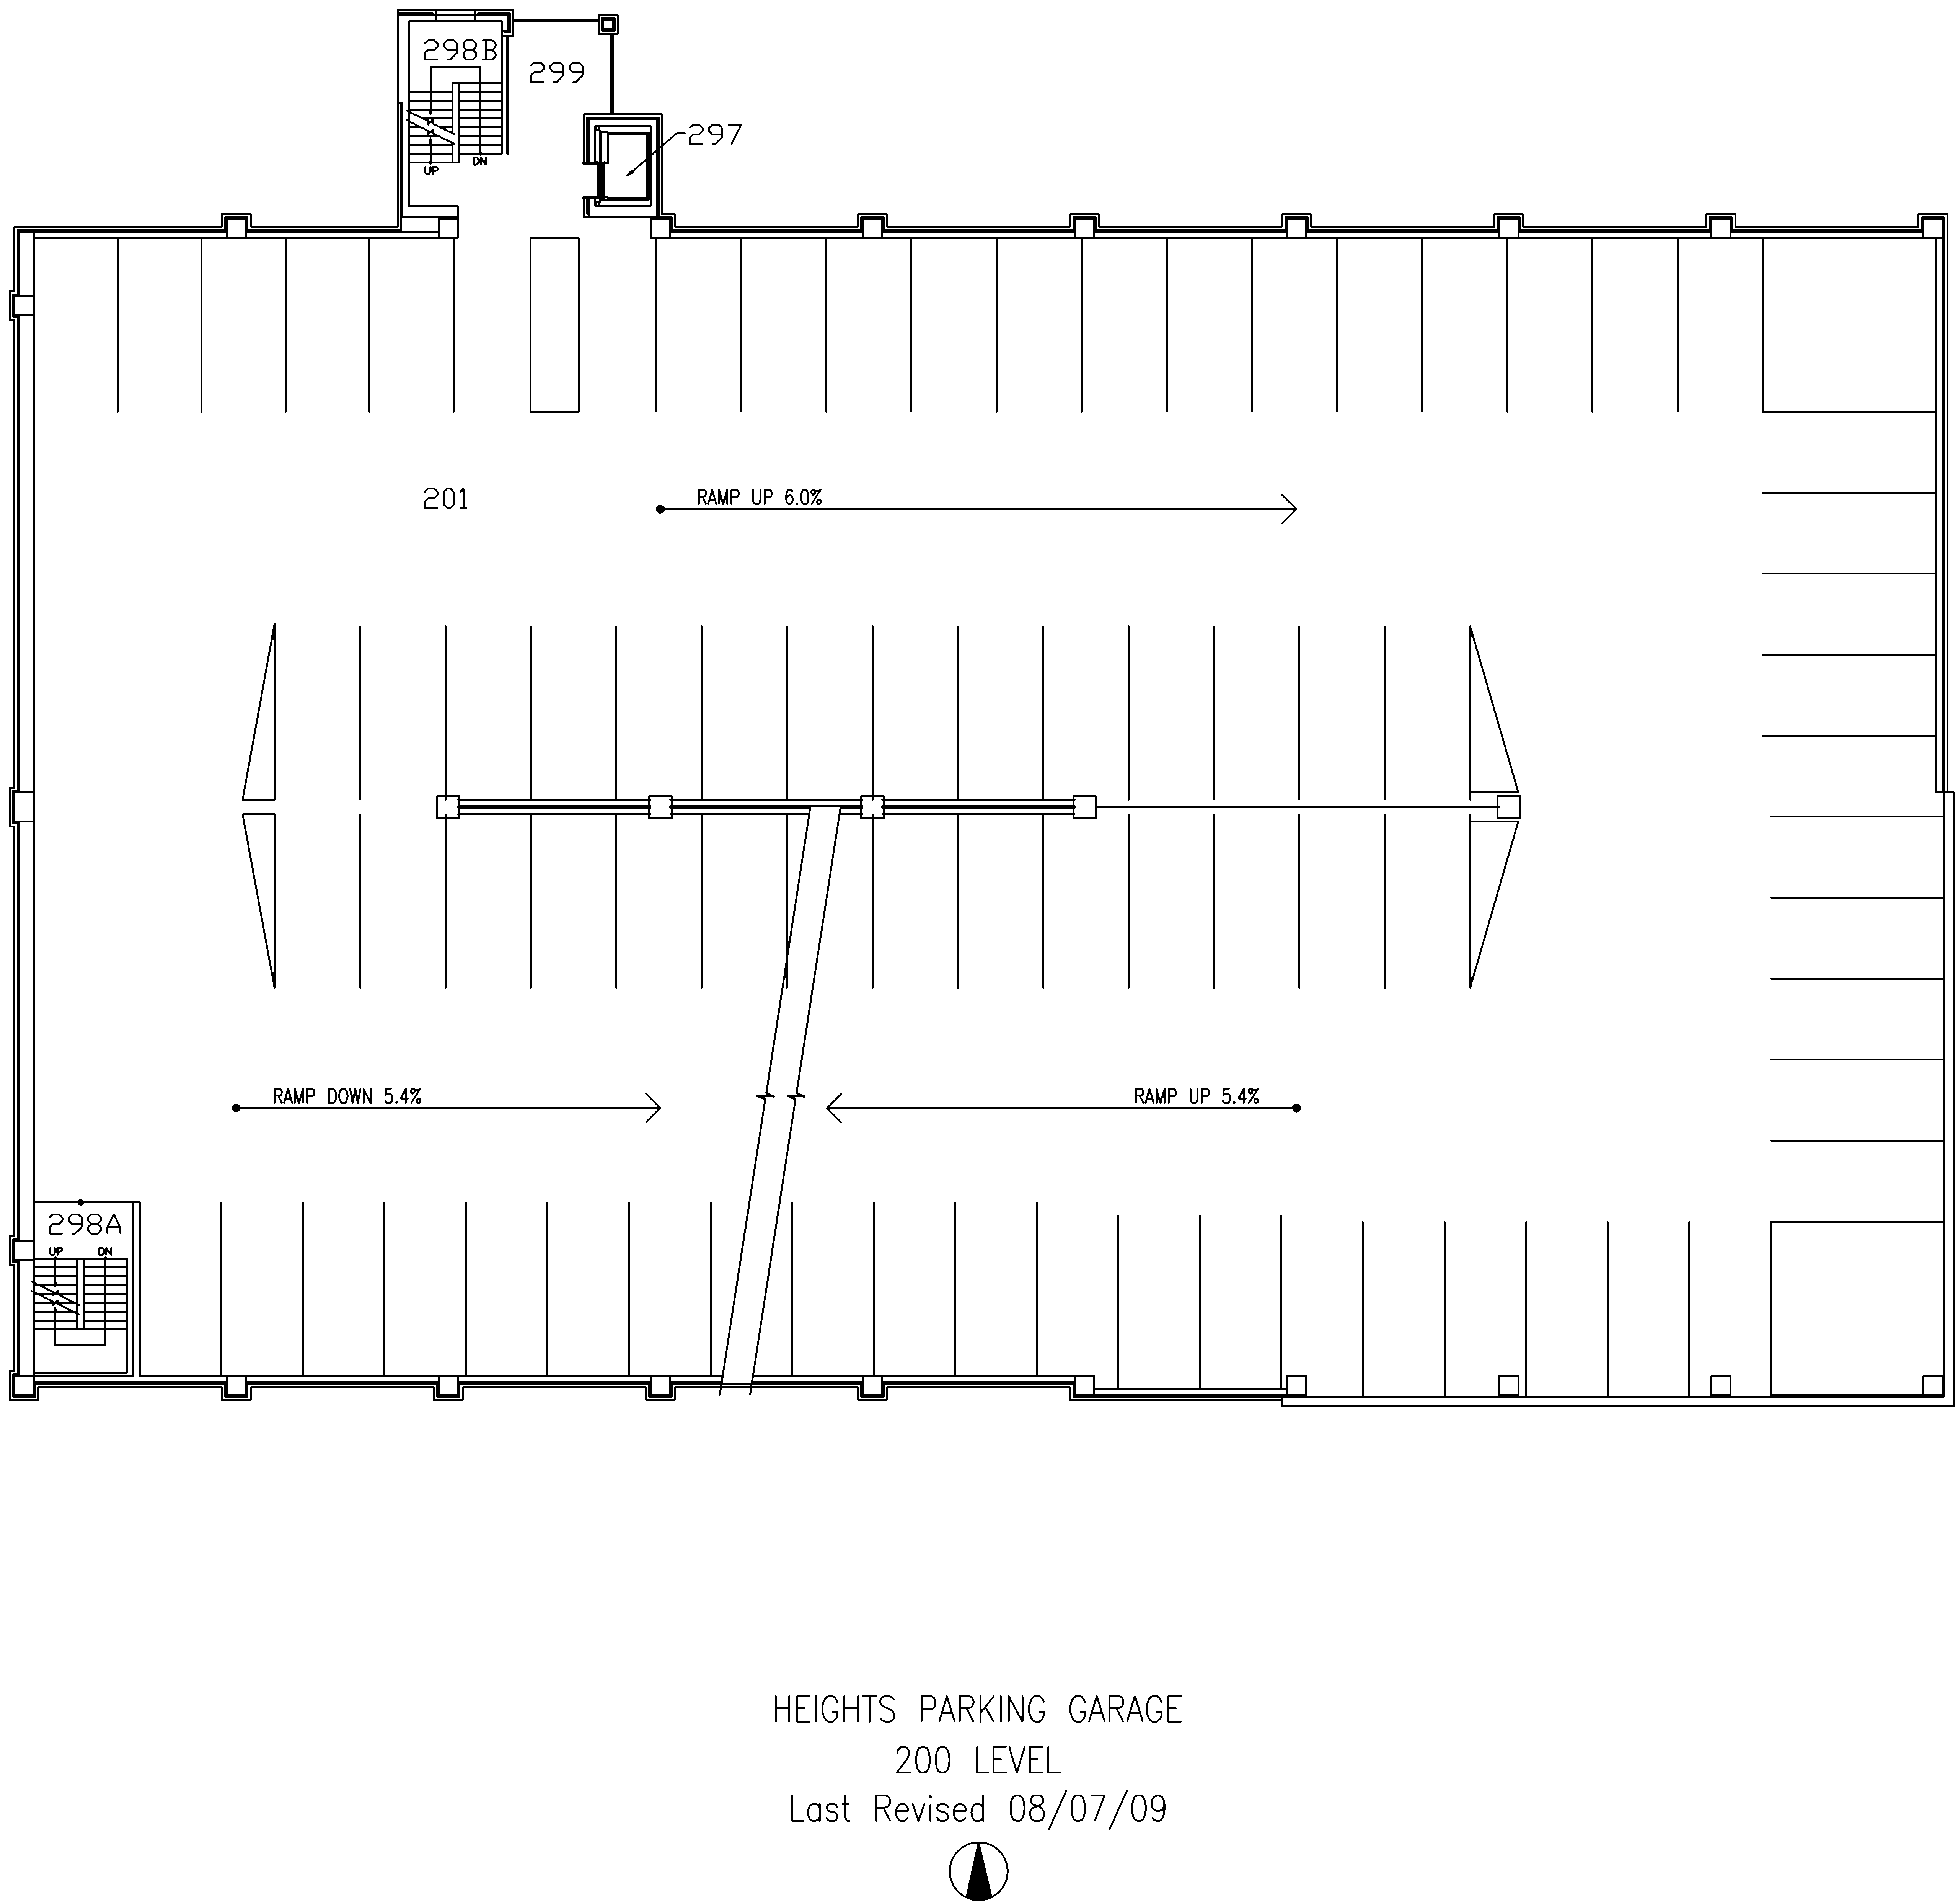 298B
299
297
UP
DN
201
RAMP UP 6.0%
RAMP DOWN 5.4%
RAMP UP 5.4%
298A
UP
DN
HEIGHTS PARKING GARAGE
200 LEVEL
Last Revised 08/07/09